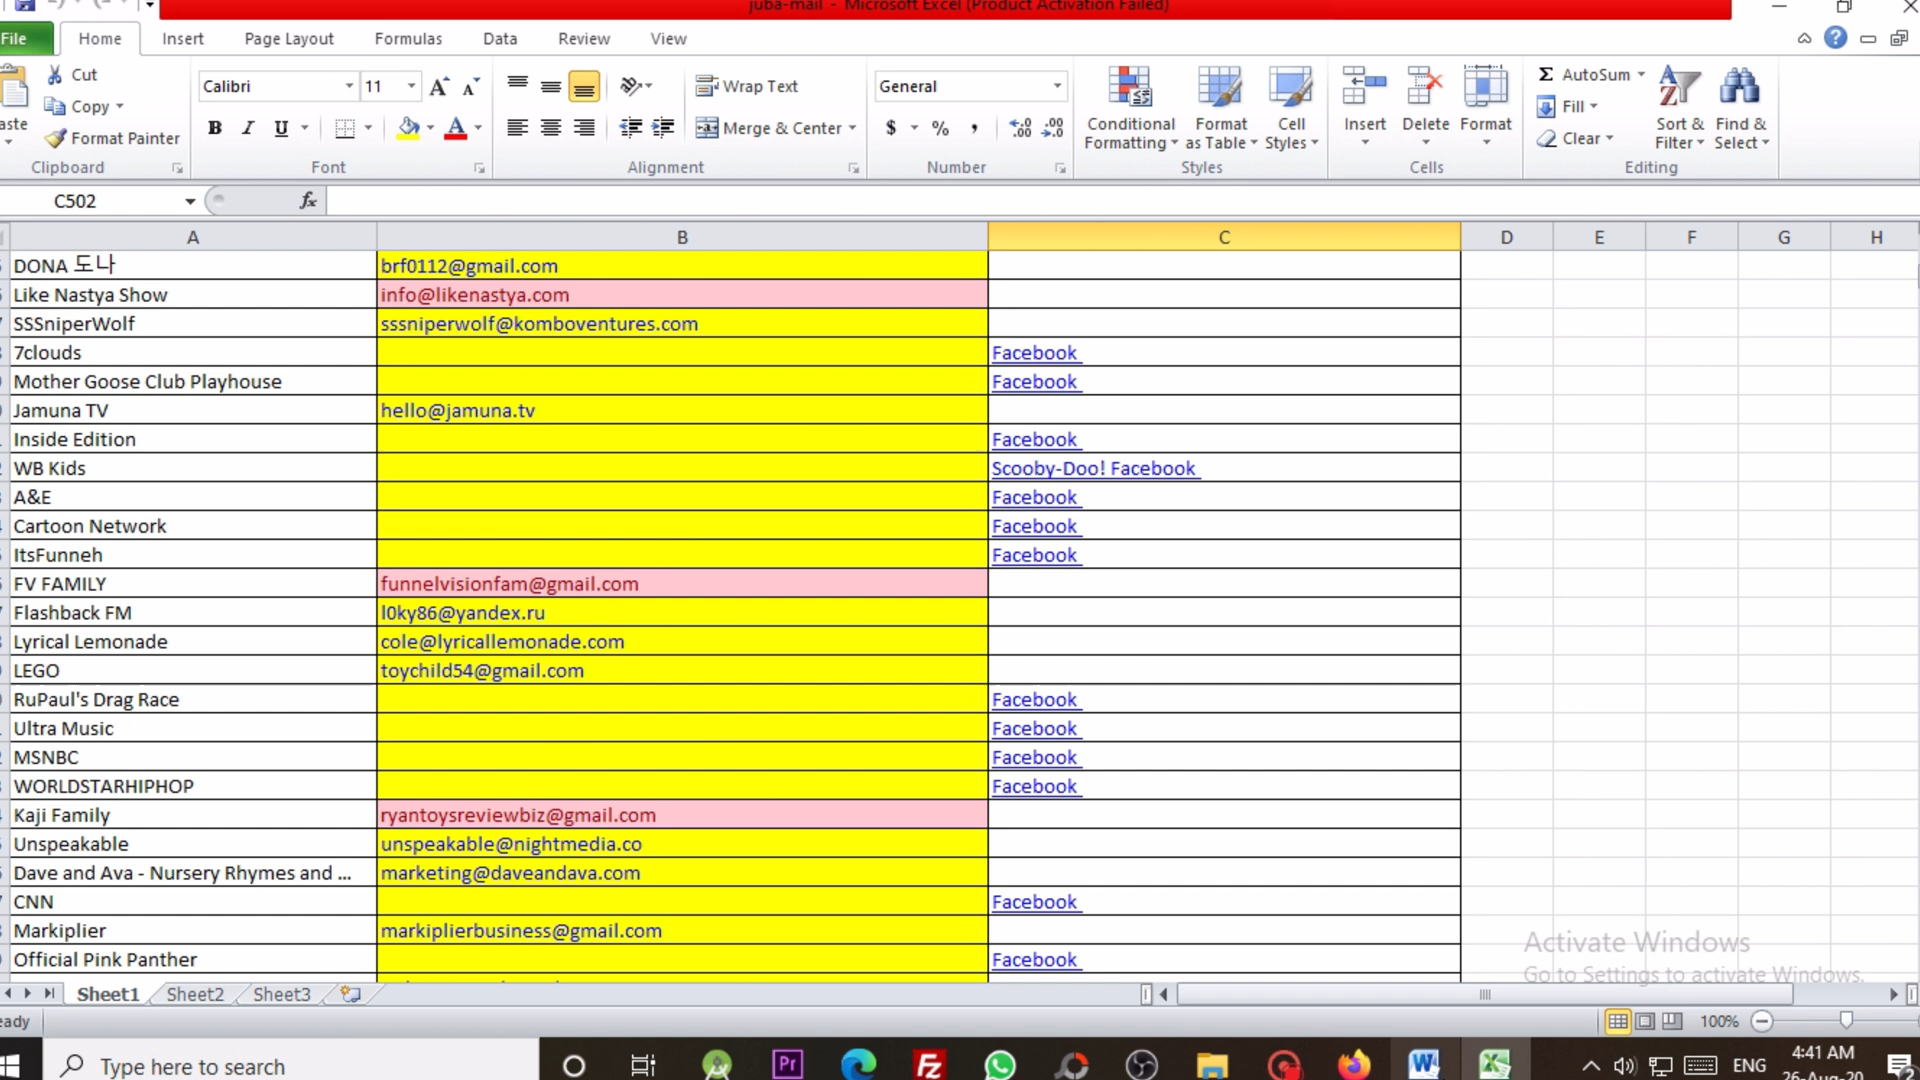 juba-mail - Microsoft Excel (Product Activation Failed)
File Home Insert Page Layout Formulas Data Review View
Cut
Copy
Format Painter
Clipboard
Calibri 11
B I U
Font
Wrap Text
Merge & Center
Alignment
General
$ % ,
Number
Conditional Formatting
Format as Table
Cell Styles
Styles
Insert Delete Format
Cells
Σ AutoSum
Fill
Clear
Sort & Filter
Find & Select
Editing
C502 fx
A B C D E F G H
DONA 도나 brf0112@gmail.com
Like Nastya Show info@likenastya.com
SSSniperWolf sssniperwolf@komboventures.com
7clouds Facebook
Mother Goose Club Playhouse Facebook
Jamuna TV hello@jamuna.tv
Inside Edition Facebook
WB Kids Scooby-Doo! Facebook
A&E Facebook
Cartoon Network Facebook
ItsFunneh Facebook
FV FAMILY funnelvisionfam@gmail.com
Flashback FM l0ky86@yandex.ru
Lyrical Lemonade cole@lyricallemonade.com
LEGO toychild54@gmail.com
RuPaul's Drag Race Facebook
Ultra Music Facebook
MSNBC Facebook
WORLDSTARHIPHOP Facebook
Kaji Family ryantoysreviewbiz@gmail.com
Unspeakable unspeakable@nightmedia.co
Dave and Ava - Nursery Rhymes and ... marketing@daveandava.com
CNN Facebook
Markiplier markiplierbusiness@gmail.com
Official Pink Panther Facebook
Activate Windows
Go to Settings to activate Windows.
Sheet1 Sheet2 Sheet3
100%
Type here to search
ENG
4:41 AM
26-Aug-20